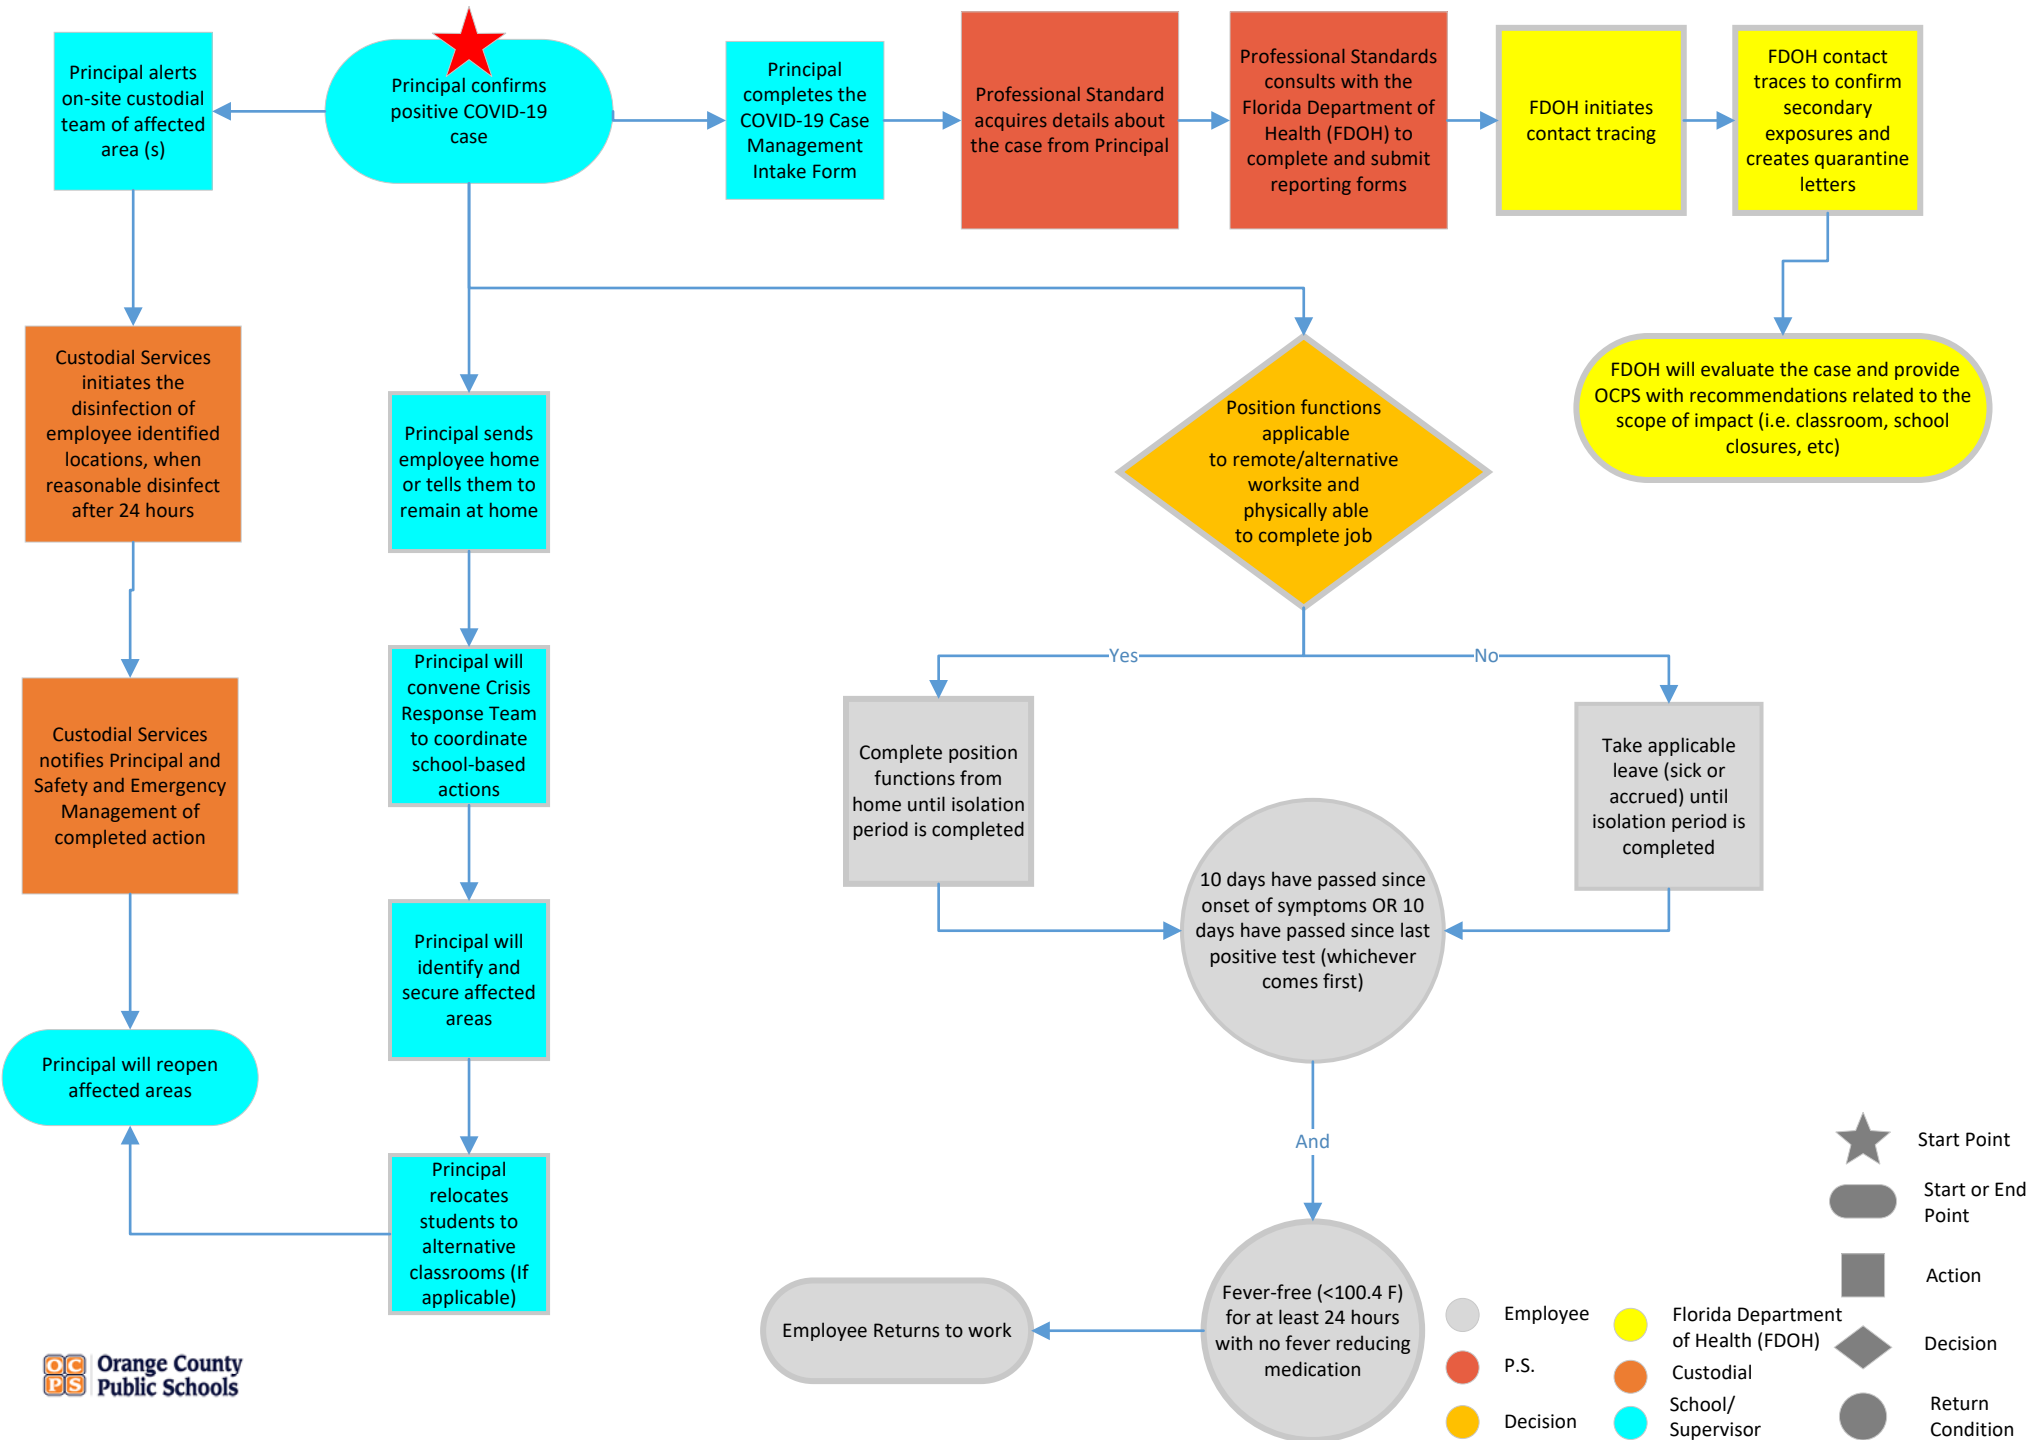 Principal alerts
on-site custodial
team of affected
area (s)
Principal confirms
positive COVID-19
case
Principal
completes the
COVID-19 Case
Management
Intake Form
Professional Standard
acquires details about
the case from Principal
Professional Standards
consults with the
Florida Department of
Health (FDOH) to
complete and submit
reporting forms
FDOH initiates
contact tracing
FDOH contact
traces to confirm
secondary
exposures and
creates quarantine
letters
Custodial Services
initiates the
disinfection of
employee identified
locations, when
reasonable disinfect
after 24 hours
Principal sends
employee home
or tells them to
remain at home
Position functions
applicable
to remote/alternative
worksite and
physically able
to complete job
FDOH will evaluate the case and provide
OCPS with recommendations related to the
scope of impact (i.e. classroom, school
closures, etc)
Yes
No
Custodial Services
notifies Principal and
Safety and Emergency
Management of
completed action
Principal will
convene Crisis
Response Team
to coordinate
school-based
actions
Complete position
functions from
home until isolation
period is completed
Take applicable
leave (sick or
accrued) until
isolation period is
completed
10 days have passed since
onset of symptoms OR 10
days have passed since last
positive test (whichever
comes first)
Principal will
identify and
secure affected
areas
Principal will reopen
affected areas
And
Principal
relocates
students to
alternative
classrooms (If
applicable)
Fever-free (<100.4 F)
for at least 24 hours
with no fever reducing
medication
Employee Returns to work
Start Point
Start or End
Point
Action
Decision
Return
Condition
Employee
P.S.
Decision
Florida Department
of Health (FDOH)
Custodial
School/
Supervisor
OC
PS
Orange County
Public Schools